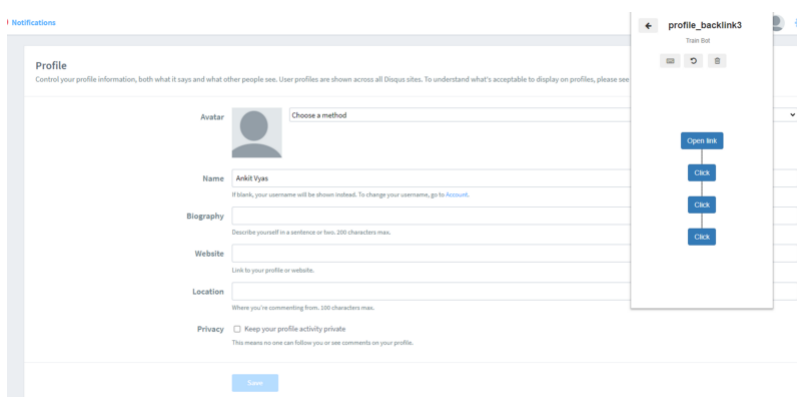 Notifications
profile_backlink3
Train Bot
Profile
Control your profile information, both what it says and what other people see. User profiles are shown across all Disqus sites. To understand what's acceptable to display on profiles, please see
Avatar
Choose a method
Open link
Click
Click
Click
Name
Ankit Vyas
If blank, your username will be shown instead. To change your username, go to Account.
Biography
Describe yourself in a sentence or two. 200 characters max.
Website
Link to your profile or website.
Location
Where you're commenting from. 100 characters max.
Privacy
Keep your profile activity private
This means no one can follow you or see comments on your profile.
Save